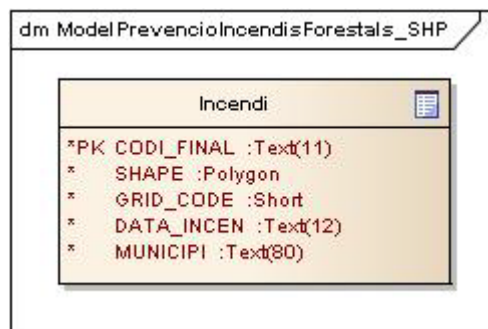 dm ModelPrevencioIncendisForestals_SHP
Incendi
*PK CODI_FINAL :Text(11)
* SHAPE :Polygon
* GRID_CODE :Short
* DATA_INCEN :Text(12)
* MUNICIPI :Text(80)